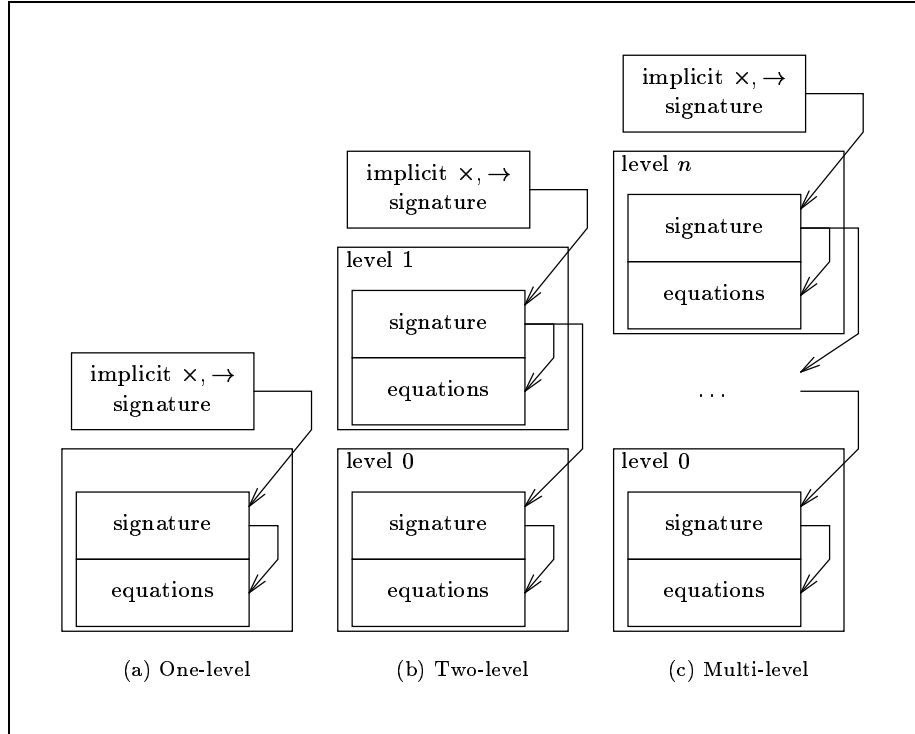 implicit ×, →
signature
level n
signature
equations
. . .
level 0
signature
equations
(c) Multi-level
implicit ×, →
signature
level 1
signature
equations
level 0
signature
equations
(b) Two-level
implicit ×, →
signature
signature
equations
(a) One-level